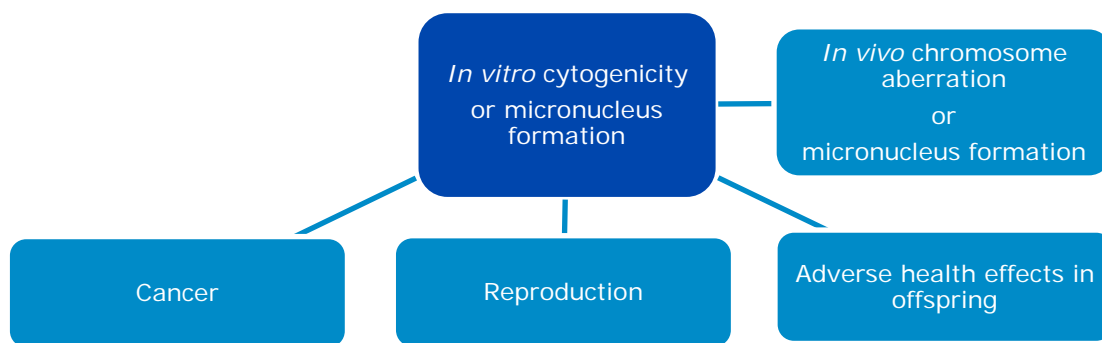 In vitro cytogenicity
or micronucleus
formation
In vivo chromosome
aberration
or
micronucleus formation
Cancer
Reproduction
Adverse health effects in
offspring